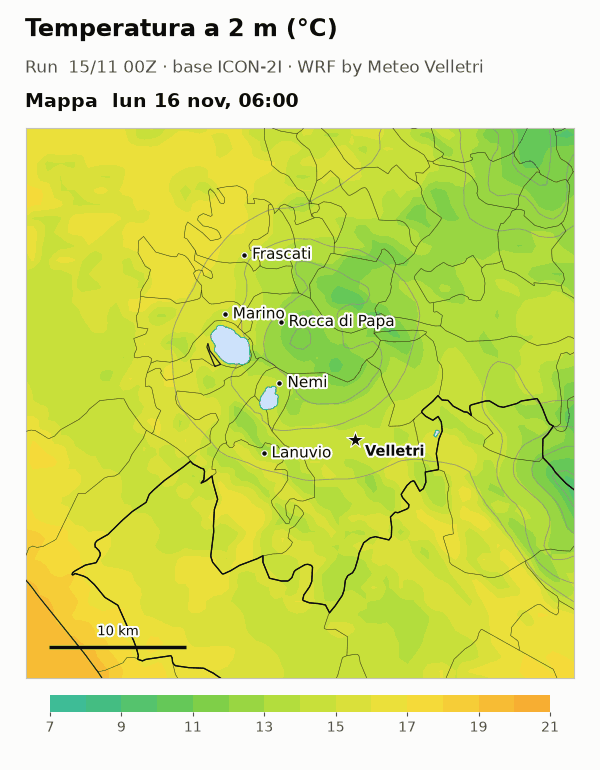 Temperatura a 2 m (°C)
Run 15/11 00Z · base ICON-2I · WRF by Meteo Velletri
Mappa lun 16 nov, 06:00
Frascati
Marino
Rocca di Papa
Nemi
Velletri
Lanuvio
10 km
7 9 11 13 15 17 19 21